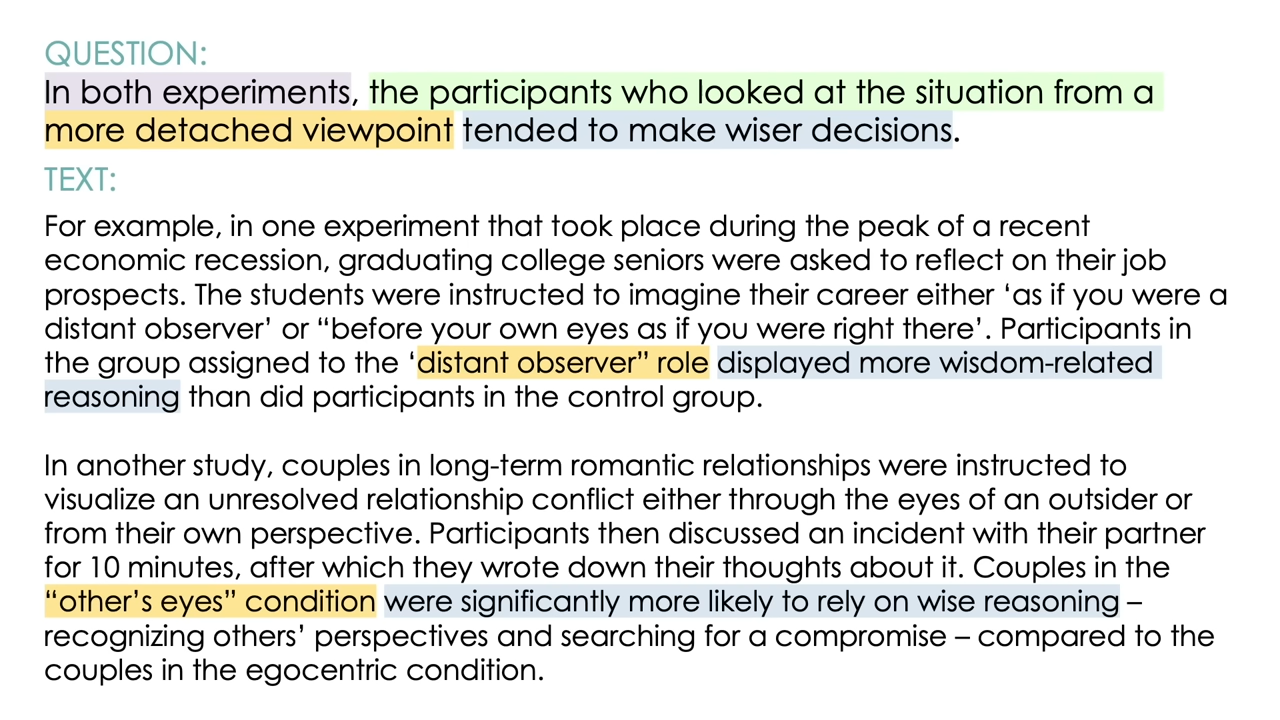 QUESTION:
In both experiments, the participants who looked at the situation from a
more detached viewpoint tended to make wiser decisions.
TEXT:
For example, in one experiment that took place during the peak of a recent
economic recession, graduating college seniors were asked to reflect on their job
prospects. The students were instructed to imagine their career either ‘as if you were a
distant observer’ or “before your own eyes as if you were right there’. Participants in
the group assigned to the ‘distant observer” role displayed more wisdom-related
reasoning than did participants in the control group.
In another study, couples in long-term romantic relationships were instructed to
visualize an unresolved relationship conflict either through the eyes of an outsider or
from their own perspective. Participants then discussed an incident with their partner
for 10 minutes, after which they wrote down their thoughts about it. Couples in the
“other’s eyes” condition were significantly more likely to rely on wise reasoning –
recognizing others’ perspectives and searching for a compromise – compared to the
couples in the egocentric condition.